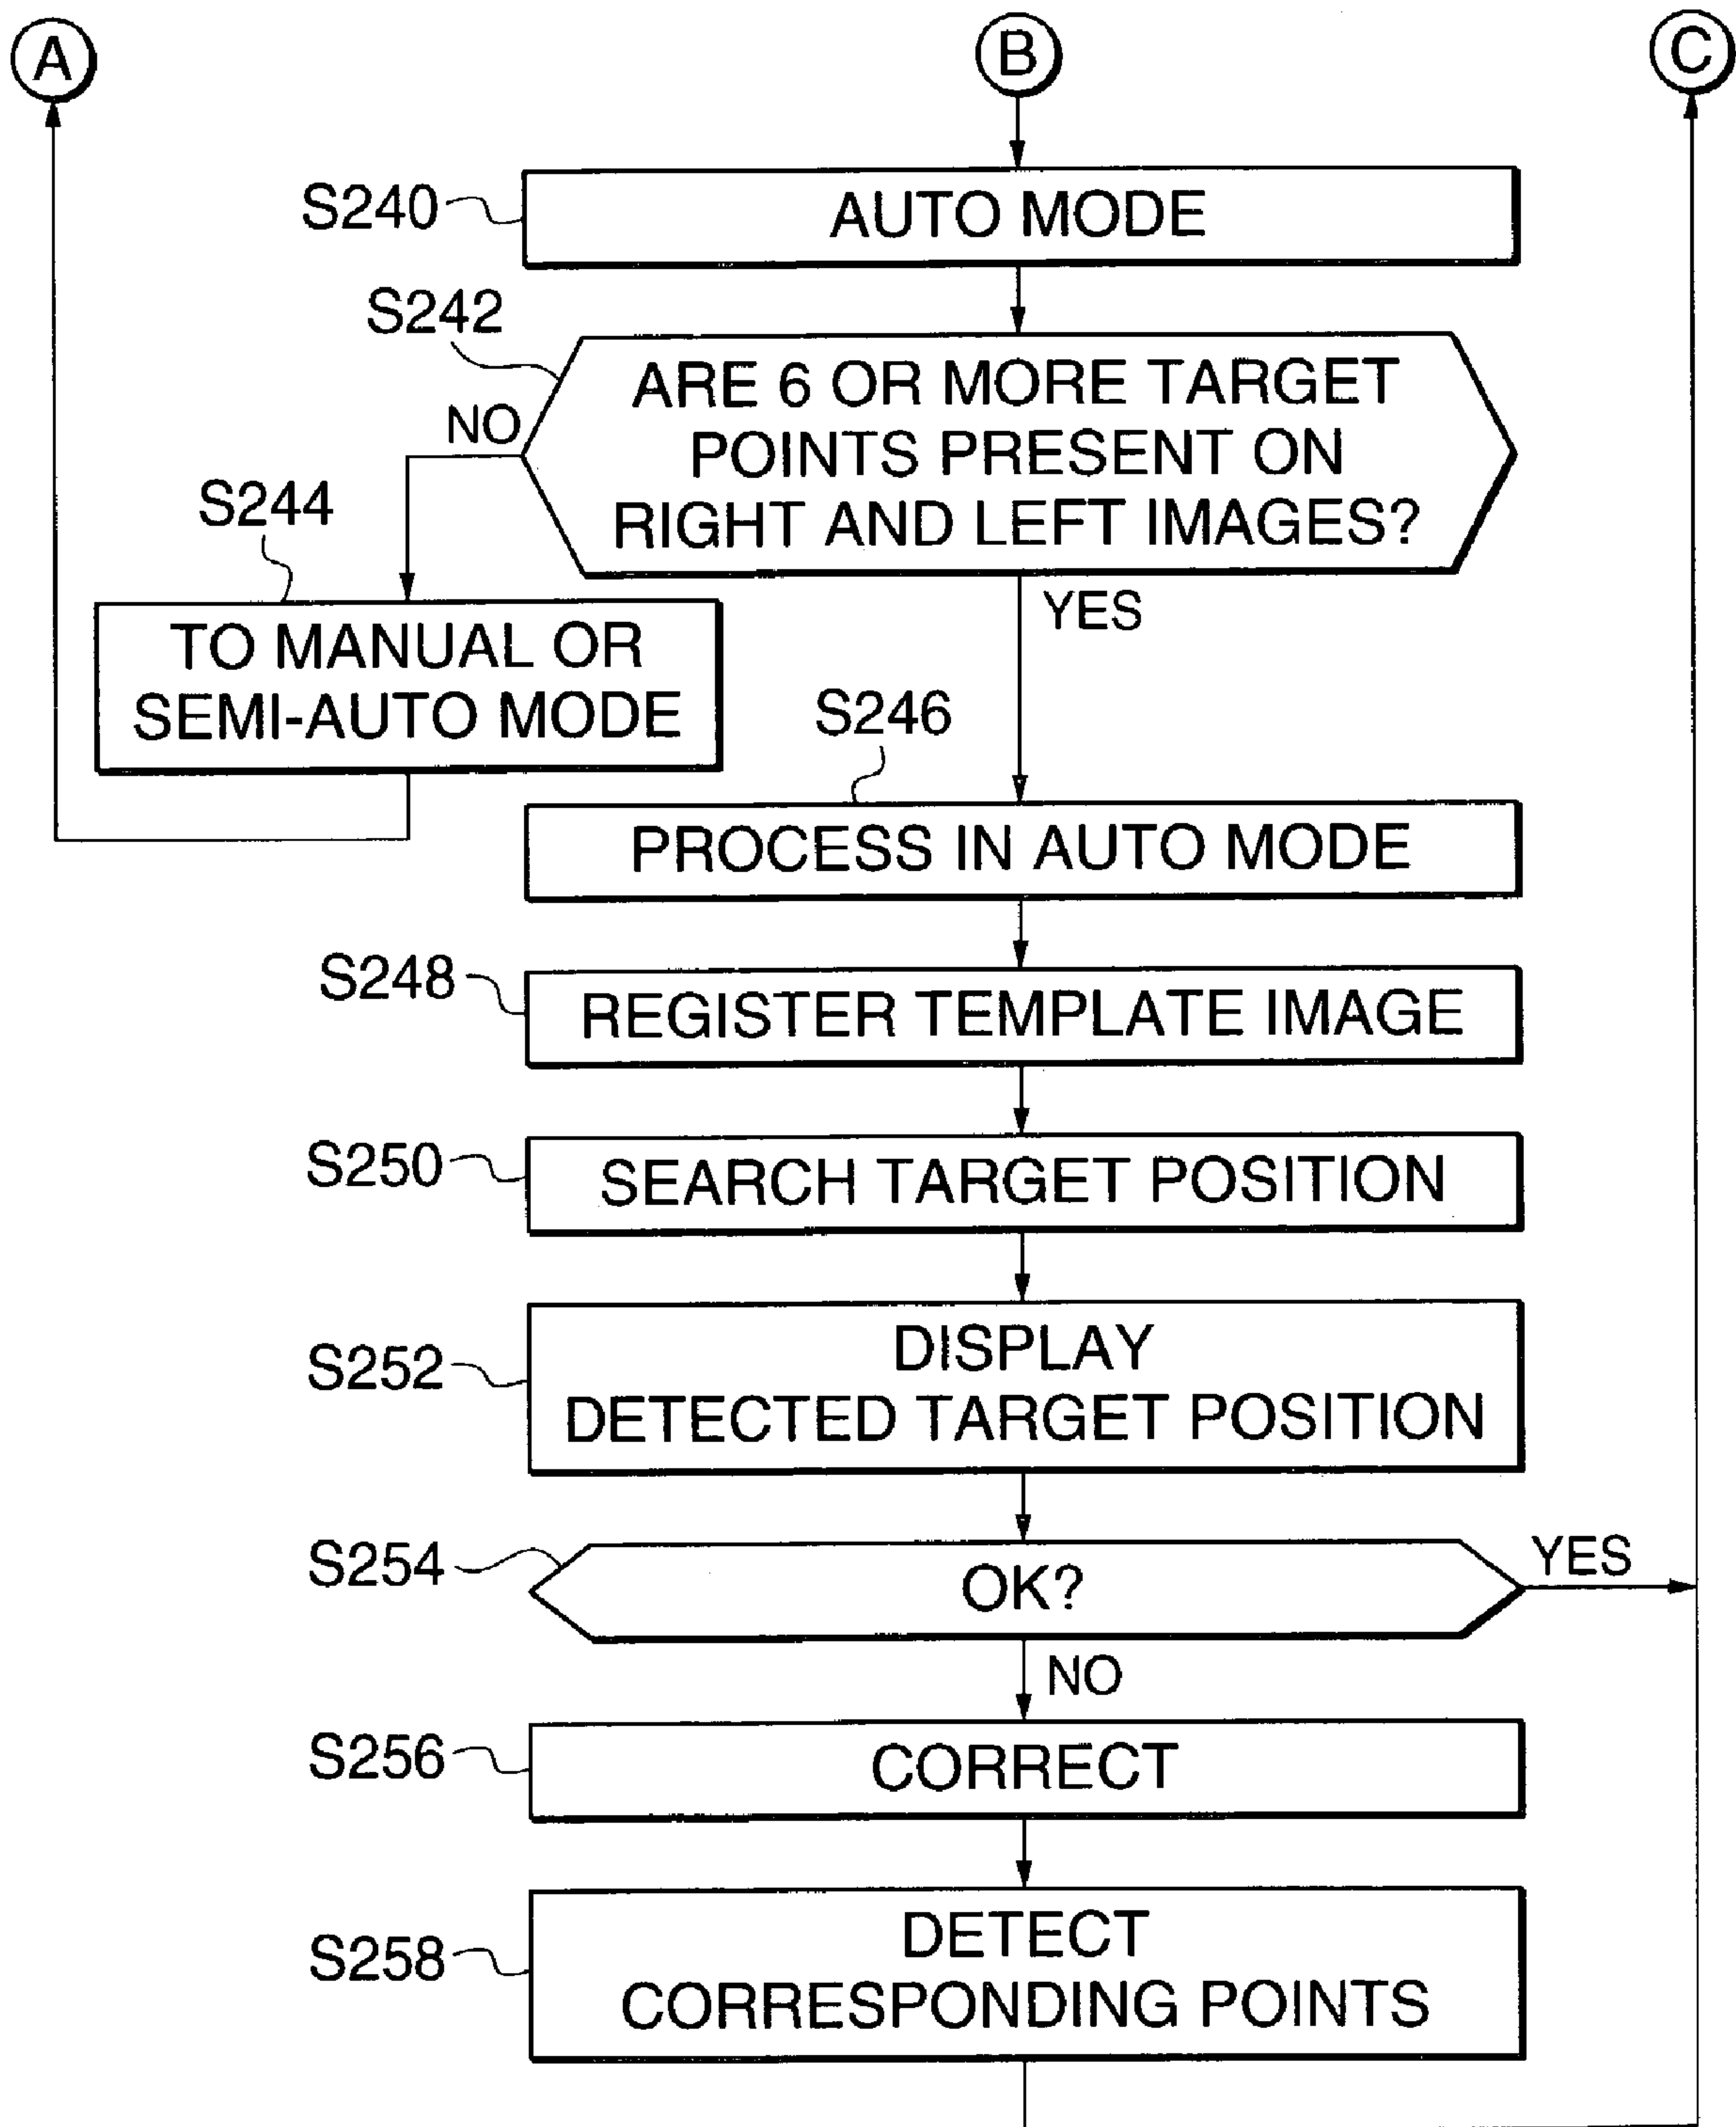 A
B
C
S240
AUTO MODE
S242
ARE 6 OR MORE TARGET
POINTS PRESENT ON
RIGHT AND LEFT IMAGES?
NO
YES
S244
TO MANUAL OR
SEMI-AUTO MODE
S246
PROCESS IN AUTO MODE
S248
REGISTER TEMPLATE IMAGE
S250
SEARCH TARGET POSITION
S252
DISPLAY
DETECTED TARGET POSITION
S254
OK?
YES
NO
S256
CORRECT
S258
DETECT
CORRESPONDING POINTS